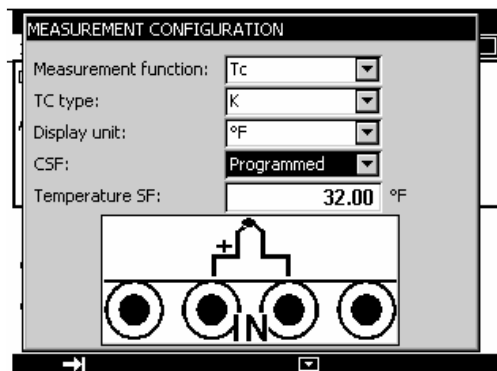 MEASUREMENT CONFIGURATION
Measurement function: Tc
TC type: K
Display unit: °F
CSF: Programmed
Temperature SF: 32.00 °F
+
IN